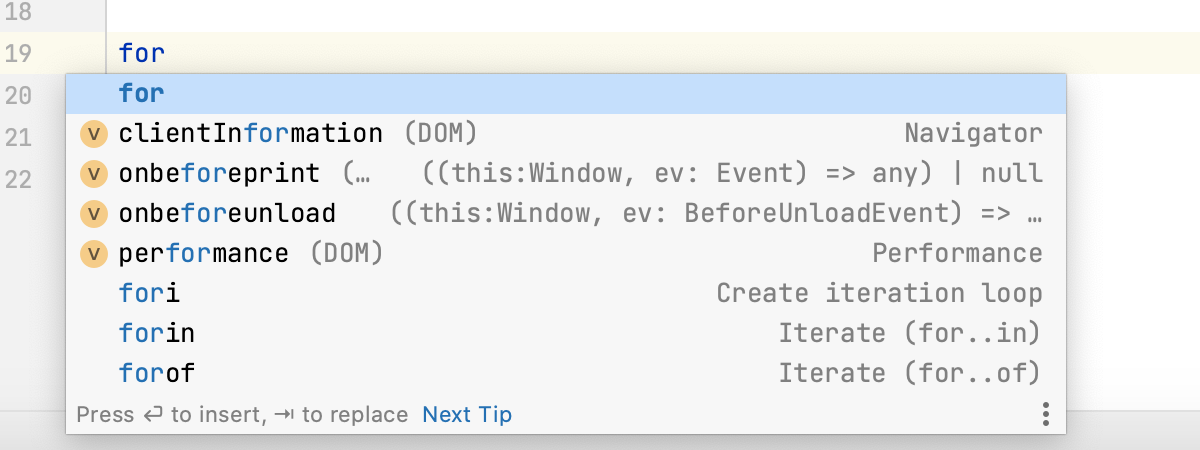 18
19 for
20 for
clientInformation (DOM) Navigator
21 
v onbeforeprint (… ((this:Window, ev: Event) => any) | null
22
v onbeforeunload ((this:Window, ev: BeforeUnloadEvent) => …
v performance (DOM) Performance
fori Create iteration loop
forin Iterate (for..in)
forof Iterate (for..of)
Press ↩ to insert, ⇥ to replace Next Tip